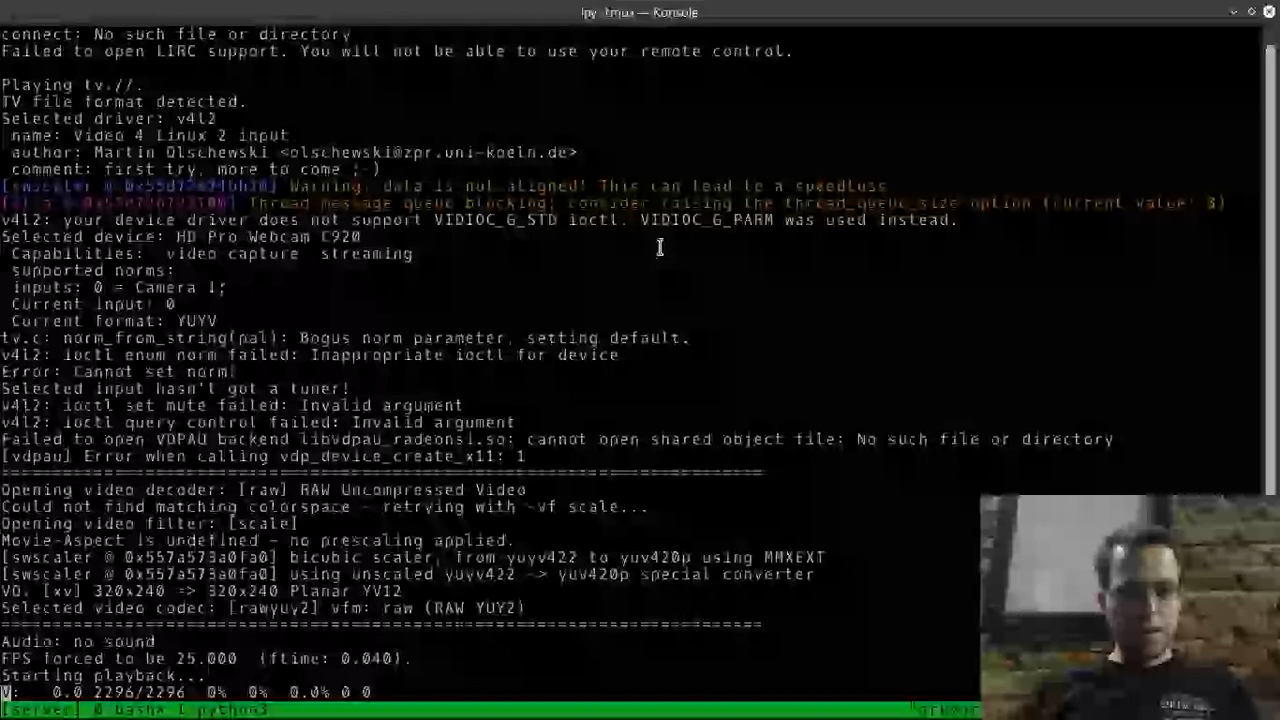 lpy : tmux — Konsole
connect: No such file or directory
Failed to open LIRC support. You will not be able to use your remote control.
Playing tv://.
TV file format detected.
Selected driver: v4l2
name: Video 4 Linux 2 input
author: Martin Olschewski <olschewski@zpr.uni-koeln.de>
comment: first try, more to come ;-)
Warning: data is not aligned! This can lead to a speedloss
Thread message queue blocking; consider raising the thread_queue_size option (current value: 8)
v4l2: your device driver does not support VIDIOC_G_STD ioctl. VIDIOC_G_PARM was used instead.
Selected device: HD Pro Webcam C920
Capabilities: video capture streaming
supported norms:
inputs: 0 = Camera 1;
Current input: 0
Current format: YUYV
tv.c: norm_from_string(pal): Bogus norm parameter, setting default.
v4l2: ioctl enum norm failed: Inappropriate ioctl for device
Error: Cannot set norm!
Selected input hasn't got a tuner!
v4l2: ioctl set mute failed: Invalid argument
v4l2: ioctl query control failed: Invalid argument
Failed to open VDPAU backend libvdpau_radeonsi.so: cannot open shared object file: No such file or directory
[vdpau] Error when calling vdp_device_create_x11: 1
==========================================================================
Opening video decoder: [raw] RAW Uncompressed Video
Could not find matching colorspace - retrying with -vf scale...
Opening video filter: [scale]
Movie-Aspect is undefined - no prescaling applied.
[swscaler @ 0x557a573a0fa0] bicubic scaler, from yuyv422 to yuv420p using MMXEXT
[swscaler @ 0x557a573a0fa0] using unscaled yuyv422 -> yuv420p special converter
VO: [xv] 320x240 => 320x240 Planar YV12
Selected video codec: [rawyuy2] vfm: raw (RAW YUY2)
==========================================================================
Audio: no sound
FPS forced to be 25.000 (ftime: 0.040).
Starting playback...
V: 0.0 2296/2296 0% 0% 0.0% 0 0
[server] 0 bash* 1 python3